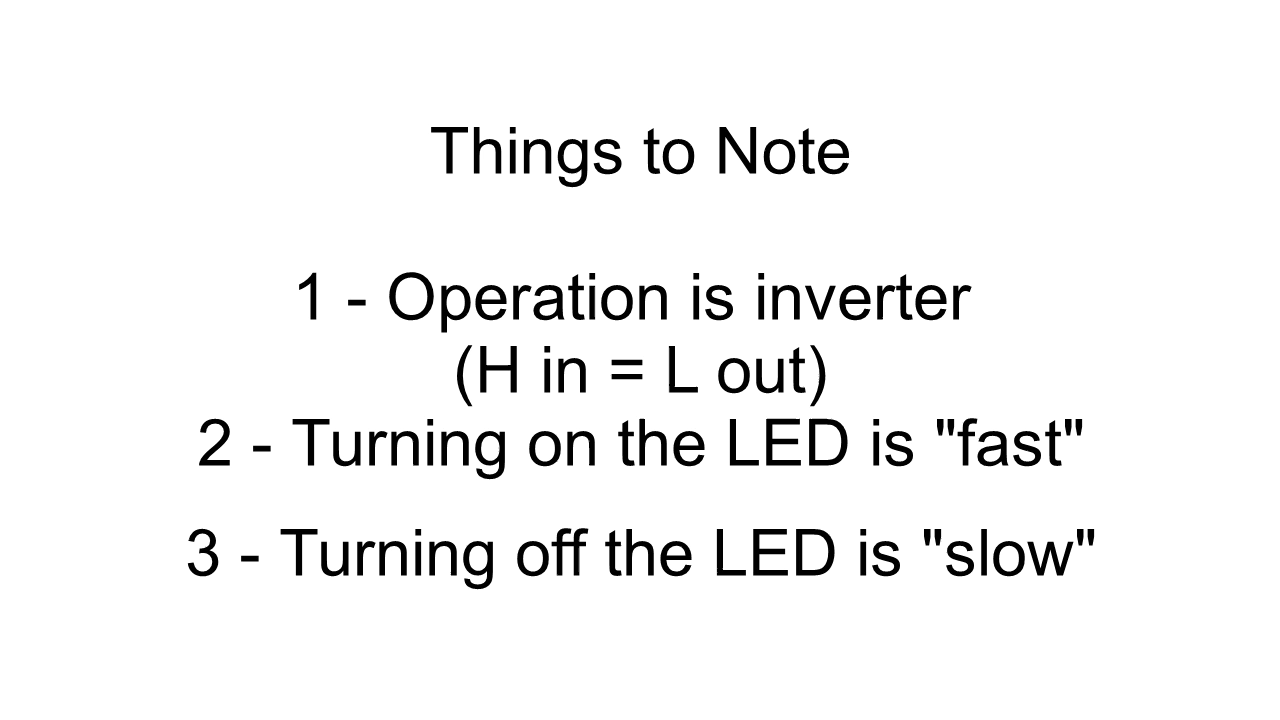 Things to Note
1 - Operation is inverter
(H in = L out)
2 - Turning on the LED is "fast"
3 - Turning off the LED is "slow"